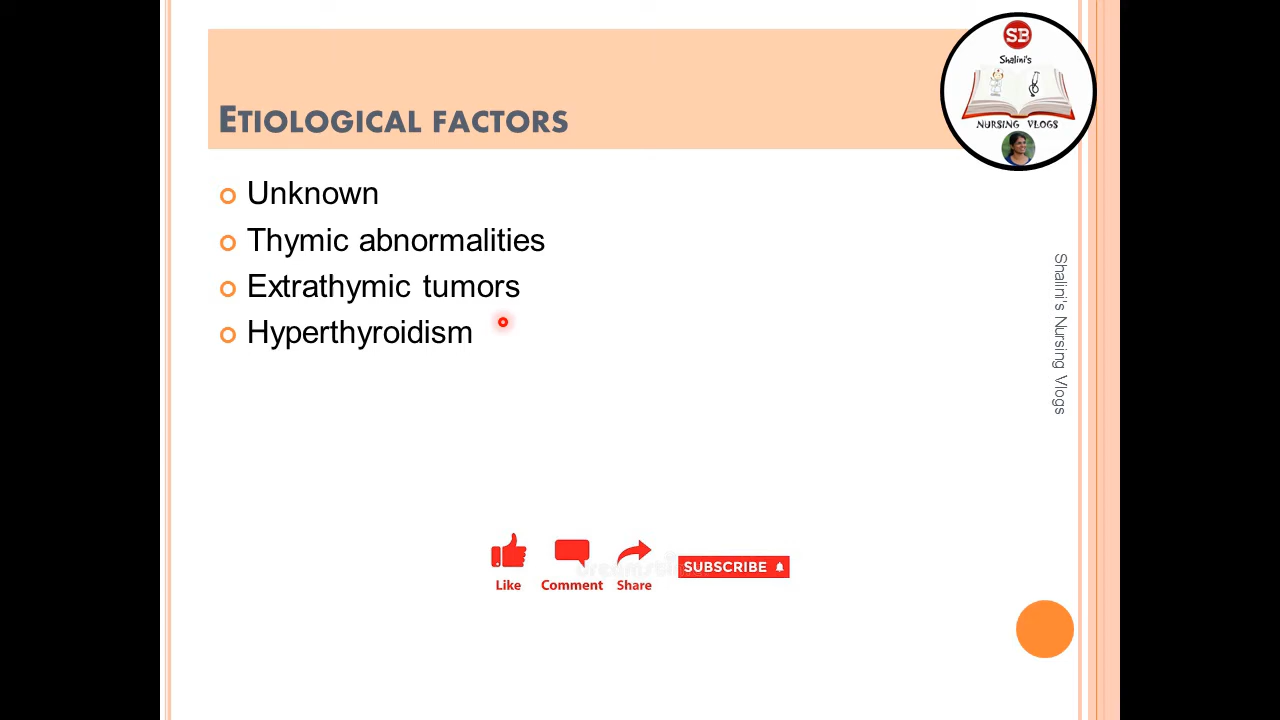 SB
Shalini's
NURSING VLOGS
ETIOLOGICAL FACTORS
Unknown
Thymic abnormalities
Extrathymic tumors
Hyperthyroidism
Shalini's Nursing Vlogs
Like Comment Share SUBSCRIBE